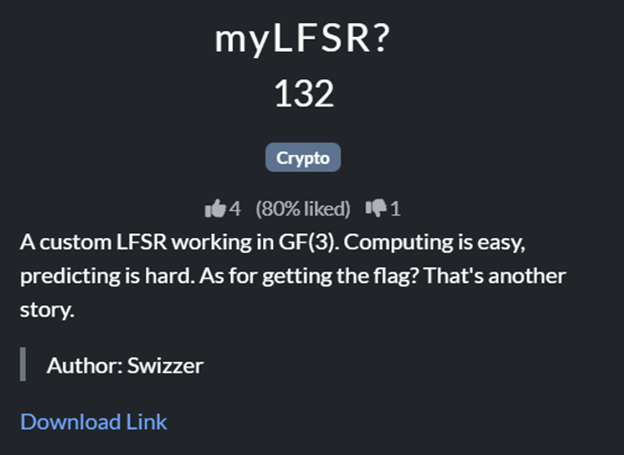 myLFSR?
132
Crypto
4 (80% liked) 1
A custom LFSR working in GF(3). Computing is easy,
predicting is hard. As for getting the flag? That's another
story.
Author: Swizzer
Download Link